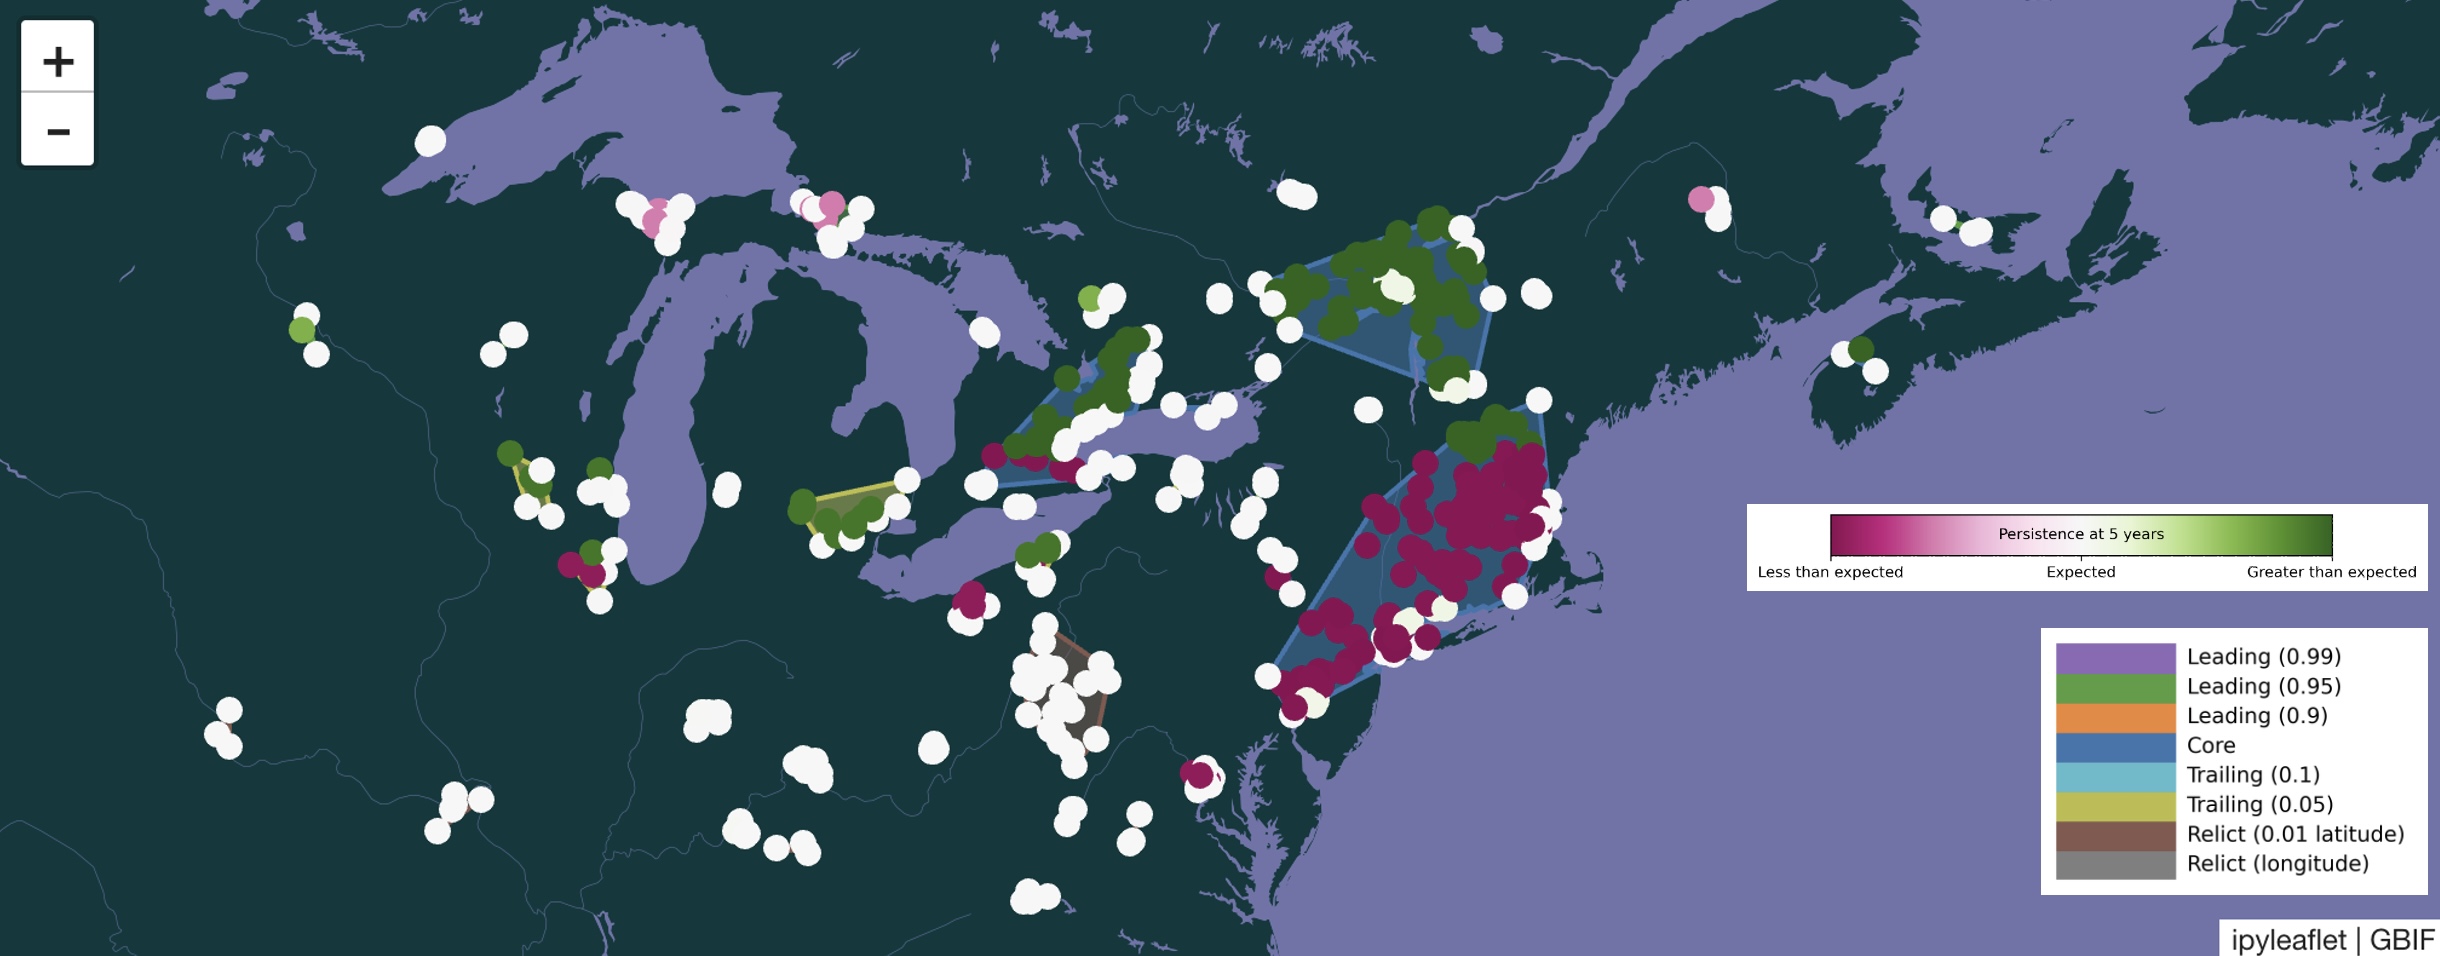 +
−
Persistence at 5 years
Less than expected
Expected
Greater than expected
Leading (0.99)
Leading (0.95)
Leading (0.9)
Core
Trailing (0.1)
Trailing (0.05)
Relict (0.01 latitude)
Relict (longitude)
ipyleaflet | GBIF